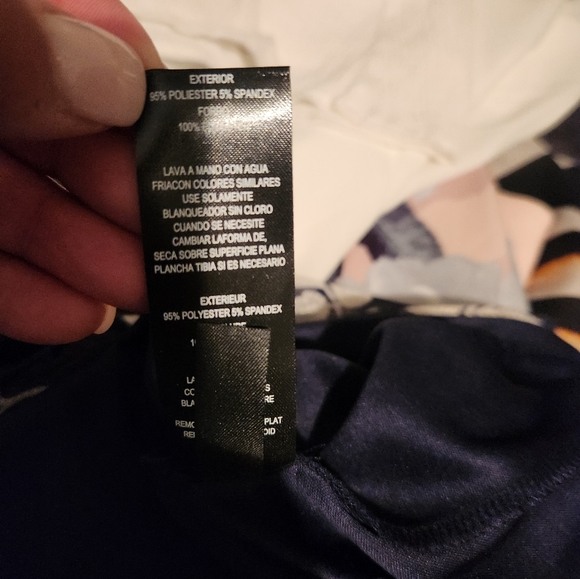 EXTERIOR
95% POLIESTER 5% SPANDEX
100%
LAVA A MANO CON AGUA
FRIACON COLORES SIMILARES
USE SOLAMENTE
BLANQUEADOR SIN CLORO
CUANDO SE NECESITE
CAMBIAR LAFORMA DE,
SECA SOBRE SUPERFICIE PLANA
PLANCHA TIBIA SI ES NECESARIO
EXTERIEUR
95% POLYESTER 5% SPANDEX